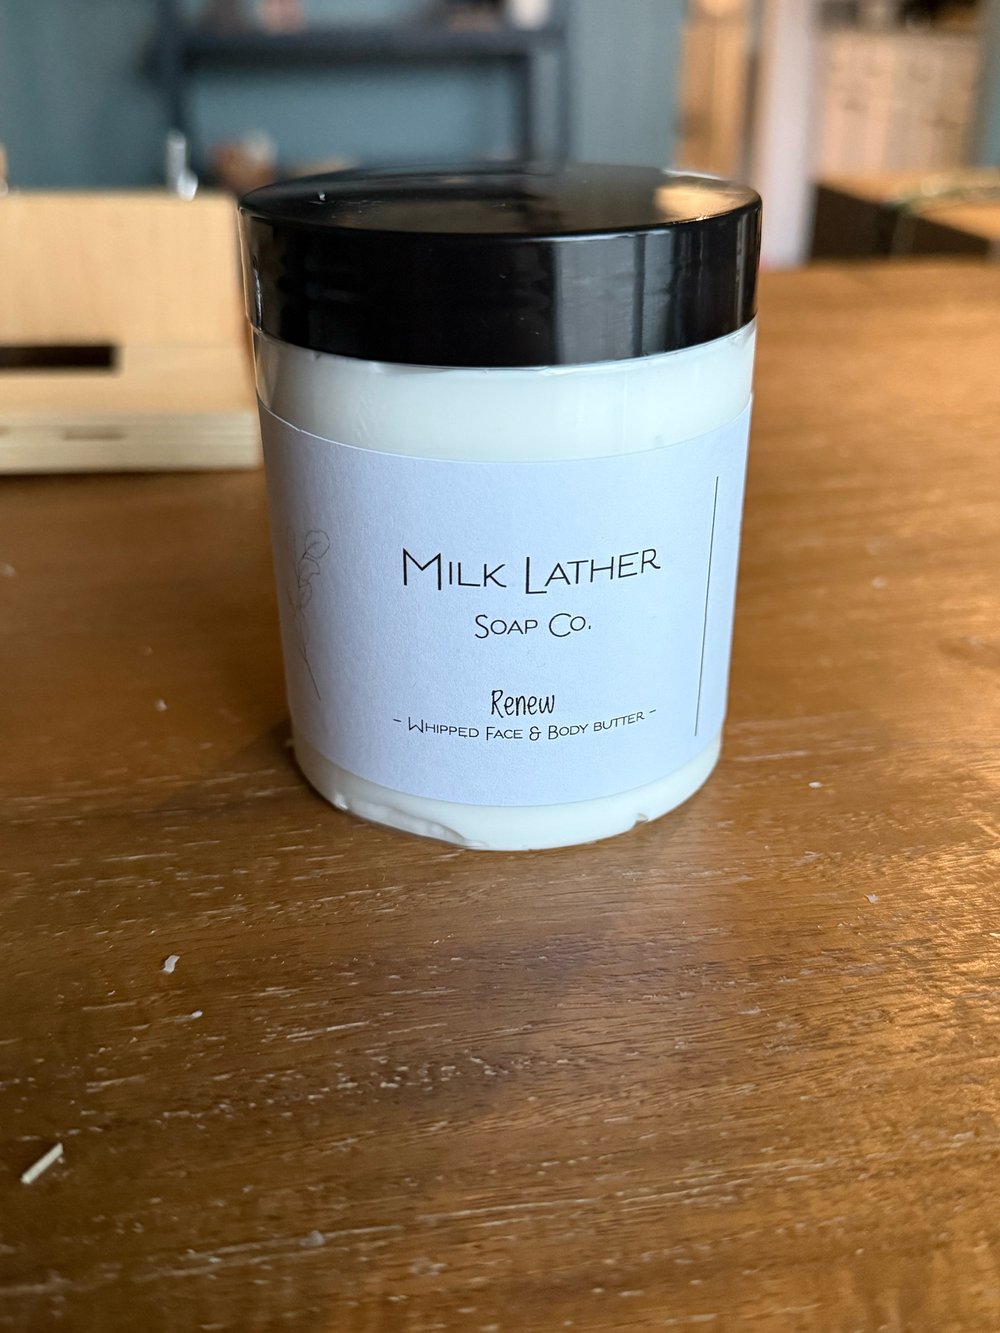 MILK LATHER
SOAP CO.
Renew
- WHIPPED FACE & BODY BUTTER -